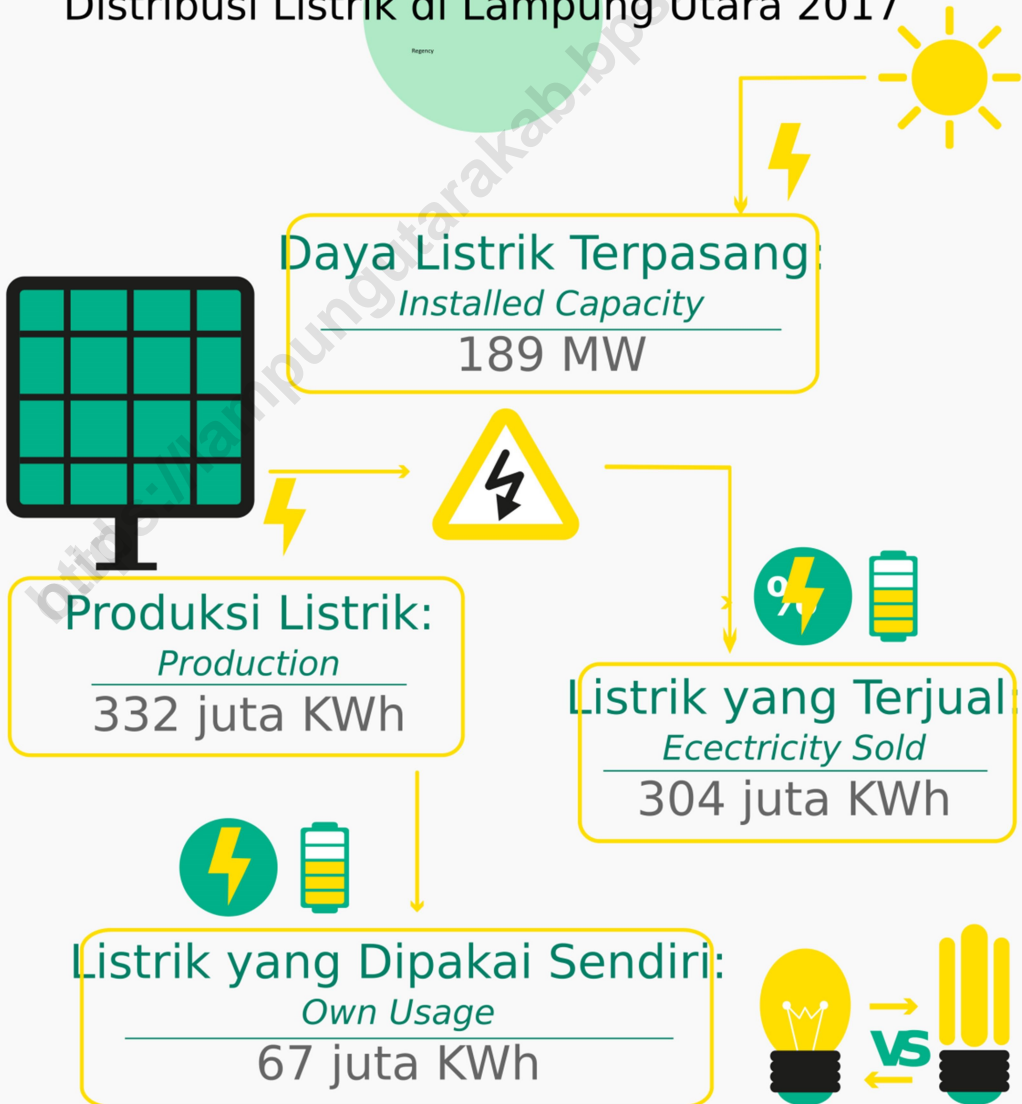 Distribusi Listrik di Lampung Utara 2017
Regency
Daya Listrik Terpasang:
Installed Capacity
189 MW
Produksi Listrik:
Production
332 juta KWh
%
Listrik yang Terjual:
Ecectricity Sold
304 juta KWh
Listrik yang Dipakai Sendiri:
Own Usage
67 juta KWh
VS